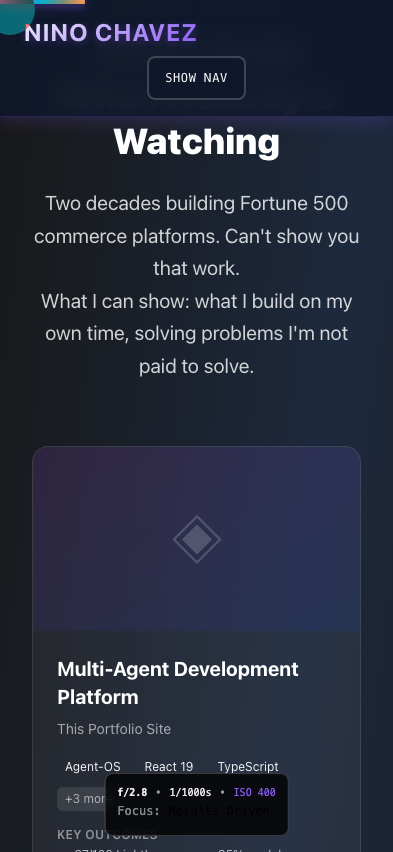 NINO CHAVEZ
SHOW NAV
Watching
Two decades building Fortune 500
commerce platforms. Can't show you
that work.
What I can show: what I build on my
own time, solving problems I'm not
paid to solve.
Multi-Agent Development
Platform
This Portfolio Site
Agent-OS React 19 TypeScript
+3 mor
f/2.8 • 1/1000s • ISO 400
Focus: Results Driven
KEY OUTCOMES